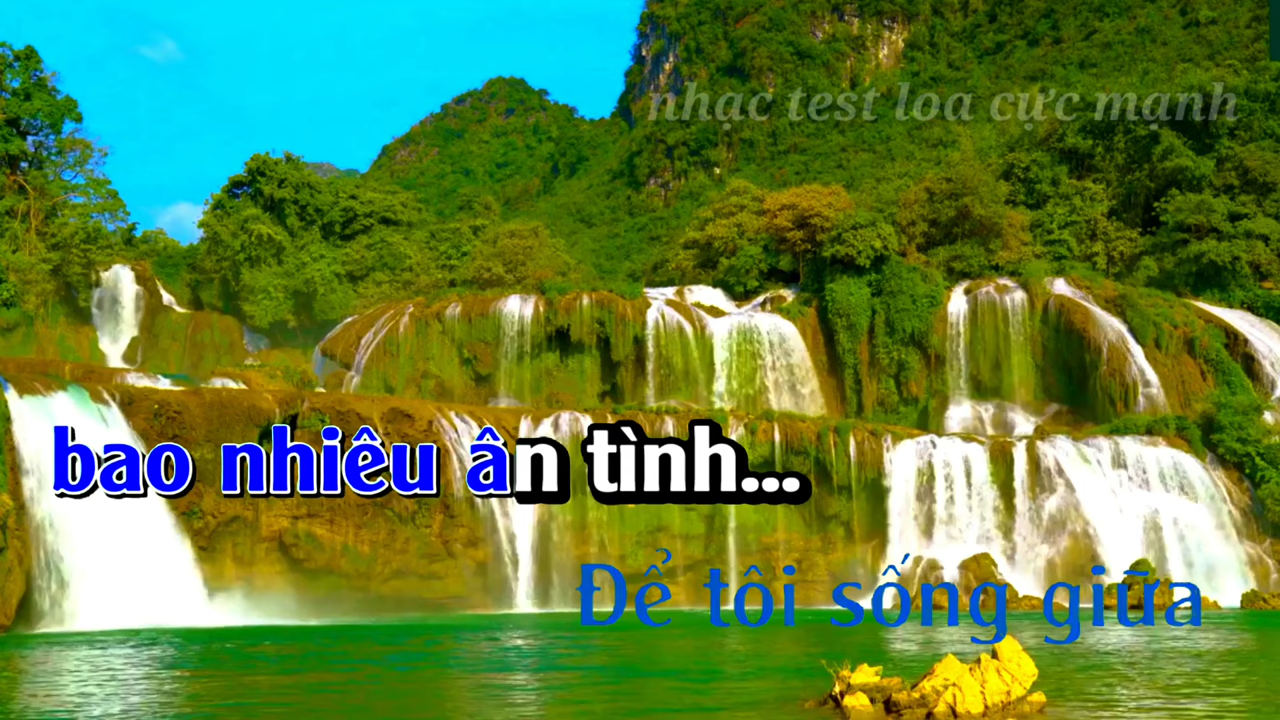 nhạc test loa cực mạnh
bao nhiêu ân tình...
Để tôi sống giữa